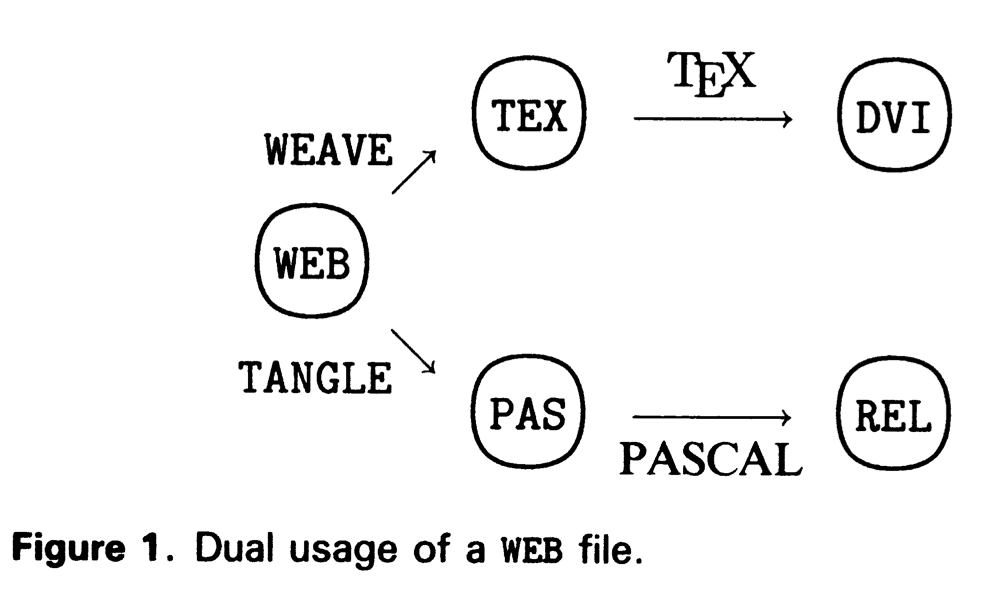 TEX
TEX
DVI
WEAVE
WEB
TANGLE
PAS
PASCAL
REL
Figure 1. Dual usage of a WEB file.